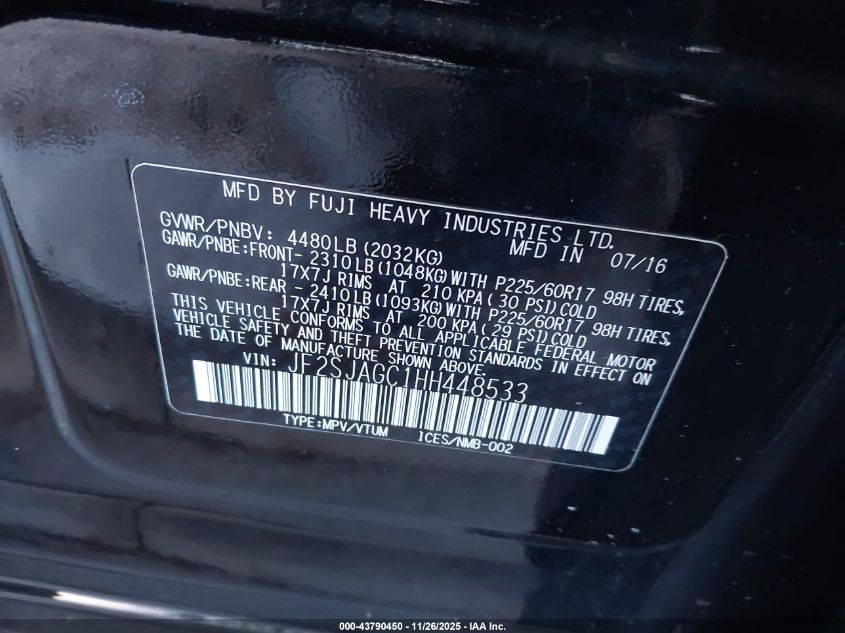 MFD BY FUJI HEAVY INDUSTRIES LTD.
GVWR/PNBV: 4480LB (2032KG) MFD IN 07/16
GAWR/PNBE:FRONT- 2310LB(1048KG)WITH P225/60R17 98H TIRES,
17X7J RIMS AT 210 KPA( 30 PSI)COLD
GAWR/PNBE:REAR - 2410LB(1093KG)WITH P225/60R17 98H TIRES,
17X7J RIMS AT 200 KPA( 29 PSI)COLD
THIS VEHICLE CONFORMS TO ALL APPLICABLE FEDERAL MOTOR
VEHICLE SAFETY AND THEFT PREVENTION STANDARDS IN EFFECT ON
THE DATE OF MANUFACTURE SHOWN ABOVE.
VIN: JF2SJAGC1HH448533
TYPE:MPV/VTUM ICES/NMB-002
000-43790450 - 11/26/2025 - IAA Inc.